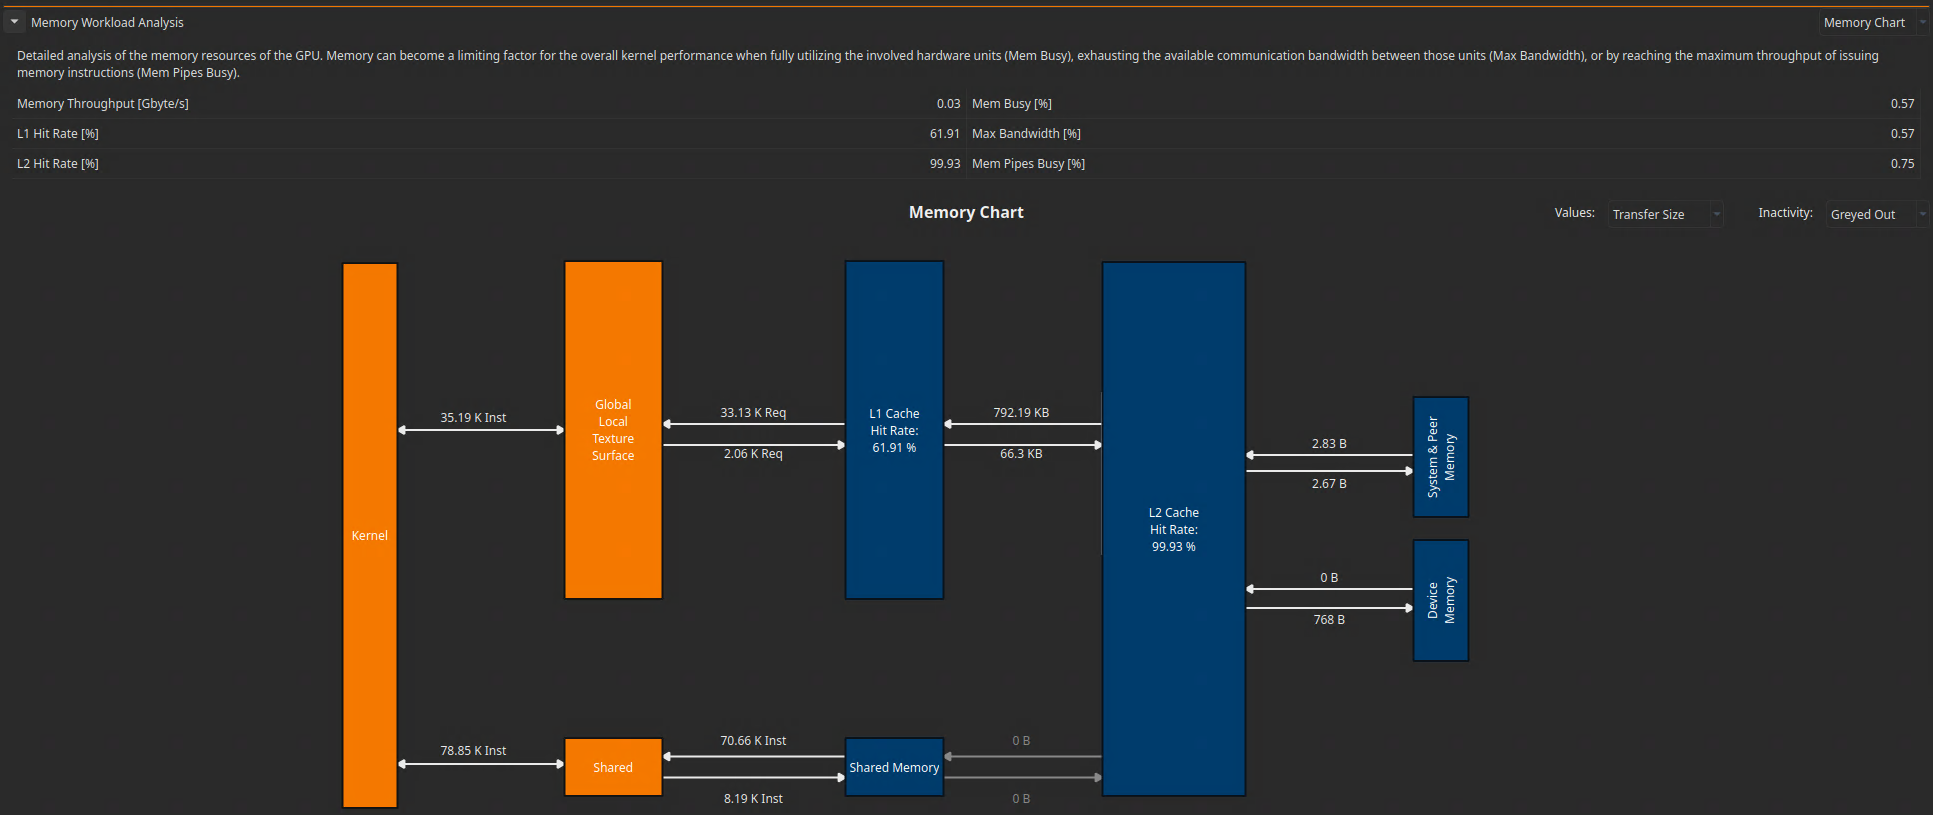 Memory Workload Analysis
Memory Chart
Detailed analysis of the memory resources of the GPU. Memory can become a limiting factor for the overall kernel performance when fully utilizing the involved hardware units (Mem Busy), exhausting the available communication bandwidth between those units (Max Bandwidth), or by reaching the maximum throughput of issuing
memory instructions (Mem Pipes Busy).
Memory Throughput [Gbyte/s] 0.03 Mem Busy [%] 0.57
L1 Hit Rate [%] 61.91 Max Bandwidth [%] 0.57
L2 Hit Rate [%] 99.93 Mem Pipes Busy [%] 0.75
Memory Chart
Values: Transfer Size Inactivity: Greyed Out
Kernel
35.19 K Inst
Global
Local
Texture
Surface
33.13 K Req
2.06 K Req
L1 Cache
Hit Rate:
61.91 %
792.19 KB
66.3 KB
L2 Cache
Hit Rate:
99.93 %
2.83 B
2.67 B
System & Peer
Memory
0 B
768 B
Device
Memory
78.85 K Inst
Shared
70.66 K Inst
8.19 K Inst
Shared Memory
0 B
0 B